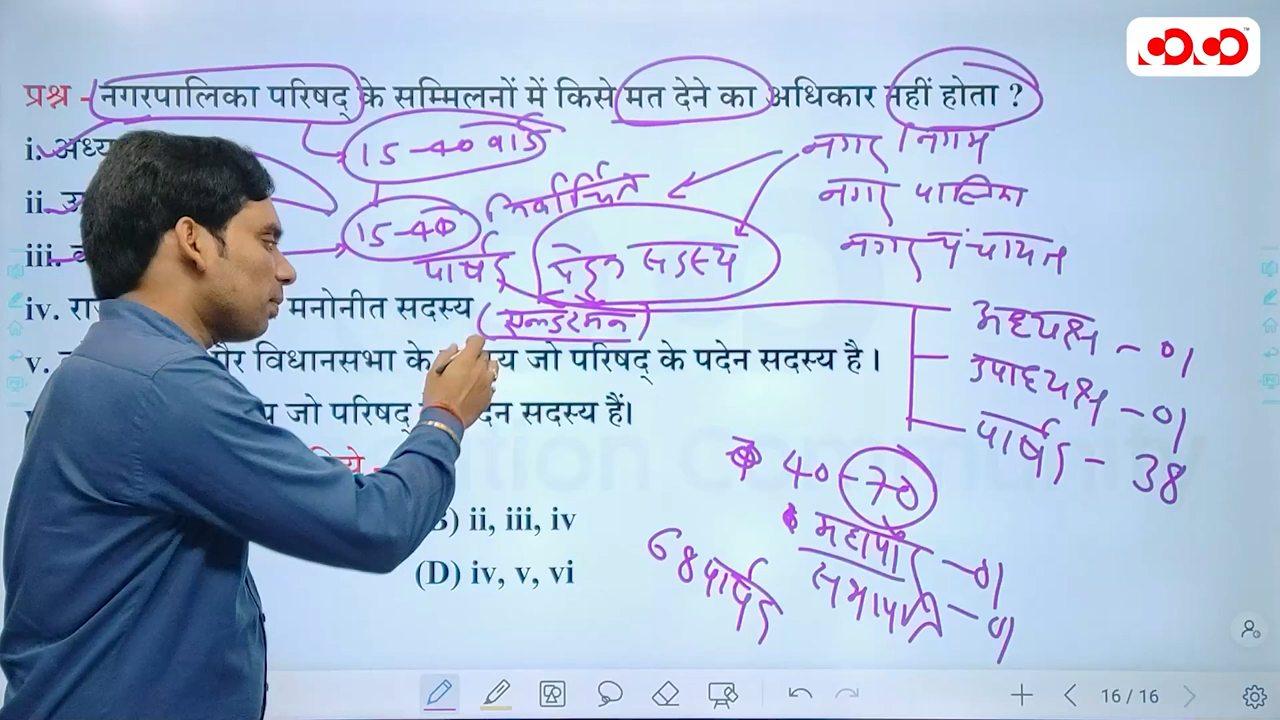 प्रश्न - नगरपालिका परिषद् के सम्मिलनों में किसे मत देने का अधिकार नहीं होता ?
i. अध्य
15-40 वार्ड
नगर निगम
ii. उ
निर्वाचित
नगर पालिका
15-40
iii.
पार्षद
पदेन सदस्य
नगर पंचायत
iv. रा मनोनीत सदस्य
(एल्डरमैन)
अध्यक्ष - 01
v. और विधानसभा के जो परिषद् के पदेन सदस्य है।
उपाध्यक्ष - 01
जो परिषद् सदस्य हैं।
पार्षद - 38
40-70
महापौर - 01
ii, iii, iv
68 पार्षद
सभापति - 01
(D) iv, v, vi
16 / 16